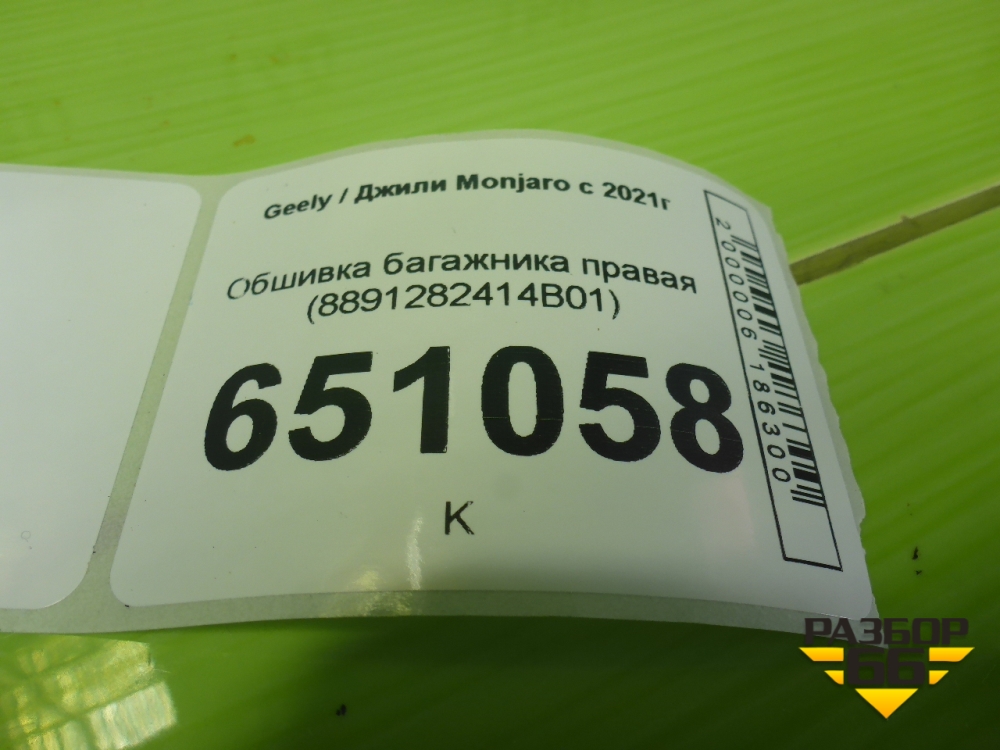 Geely / Джили Monjaro с 2021г
Обшивка багажника правая
(8891282414B01)
651058
К
2000006186300
РАЗБОР
66